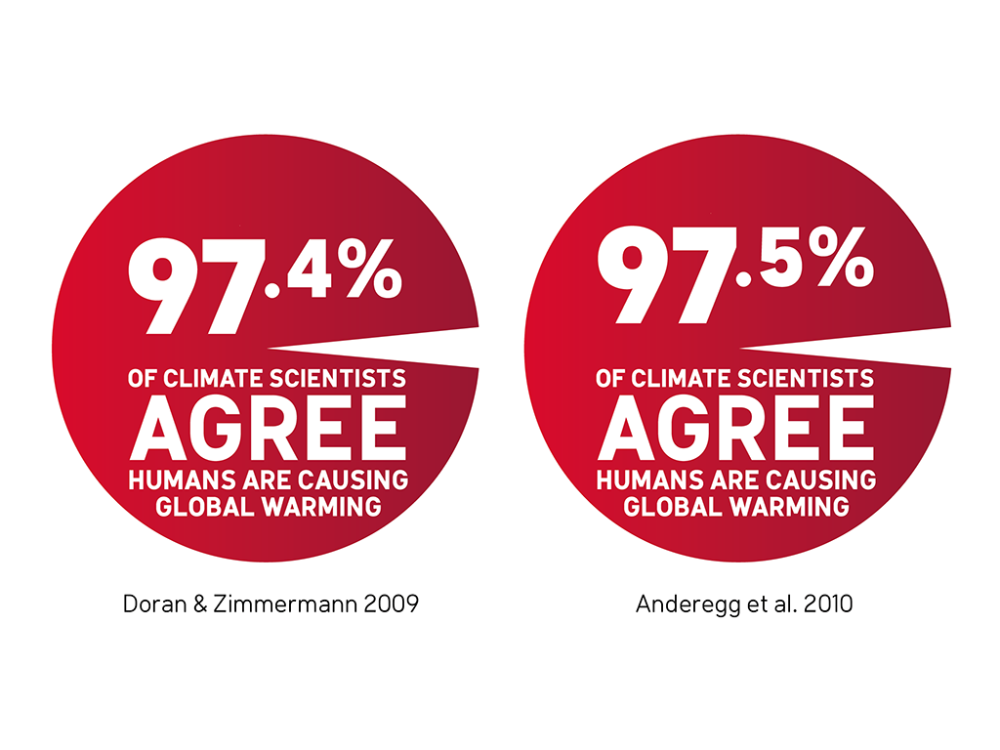 97.4%
OF CLIMATE SCIENTISTS
AGREE
HUMANS ARE CAUSING
GLOBAL WARMING
Doran & Zimmermann 2009
97.5%
OF CLIMATE SCIENTISTS
AGREE
HUMANS ARE CAUSING
GLOBAL WARMING
Anderegg et al. 2010